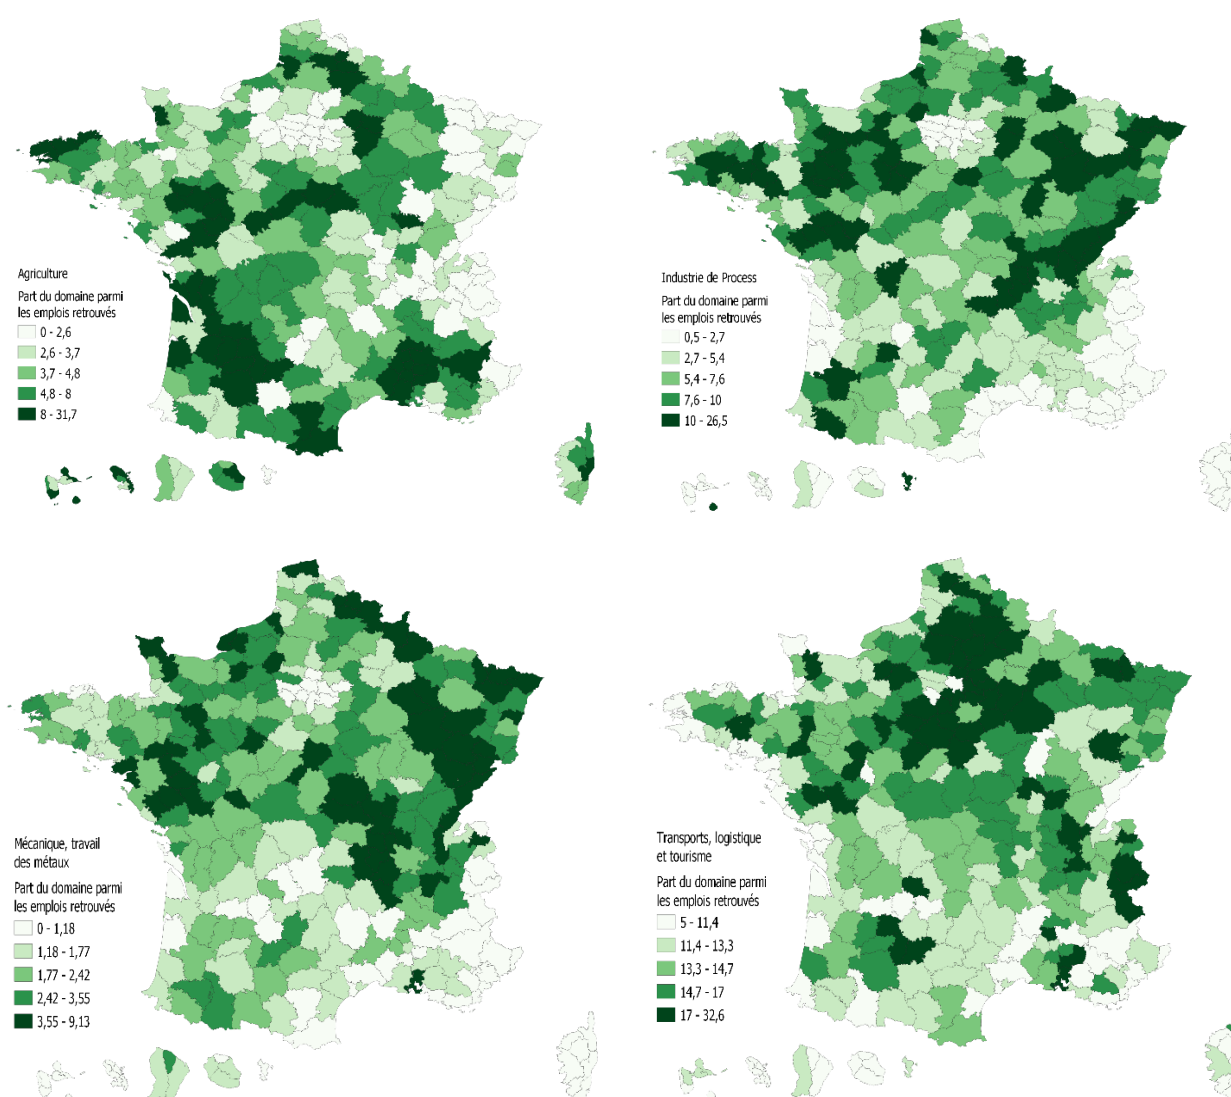 Agriculture
Part du domaine parmi
les emplois retrouvés
0 - 2,6
2,6 - 3,7
3,7 - 4,8
4,8 - 8
8 - 31,7
Industrie de Process
Part du domaine parmi
les emplois retrouvés
0,5 - 2,7
2,7 - 5,4
5,4 - 7,6
7,6 - 10
10 - 26,5
Mécanique, travail
des métaux
Part du domaine parmi
les emplois retrouvés
0 - 1,18
1,18 - 1,77
1,77 - 2,42
2,42 - 3,55
3,55 - 9,13
Transports, logistique
et tourisme
Part du domaine parmi
les emplois retrouvés
5 - 11,4
11,4 - 13,3
13,3 - 14,7
14,7 - 17
17 - 32,6